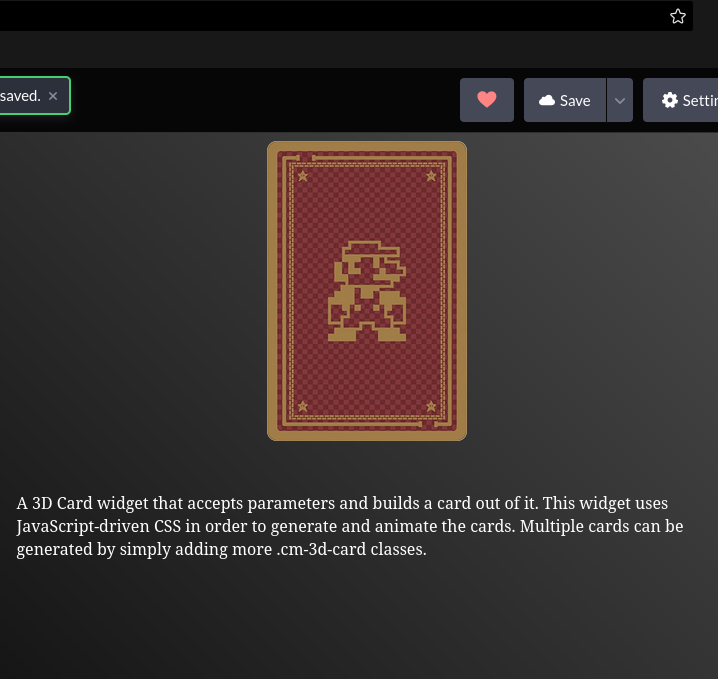 saved.
Save
Settin
A 3D Card widget that accepts parameters and builds a card out of it. This widget uses
JavaScript-driven CSS in order to generate and animate the cards. Multiple cards can be
generated by simply adding more .cm-3d-card classes.